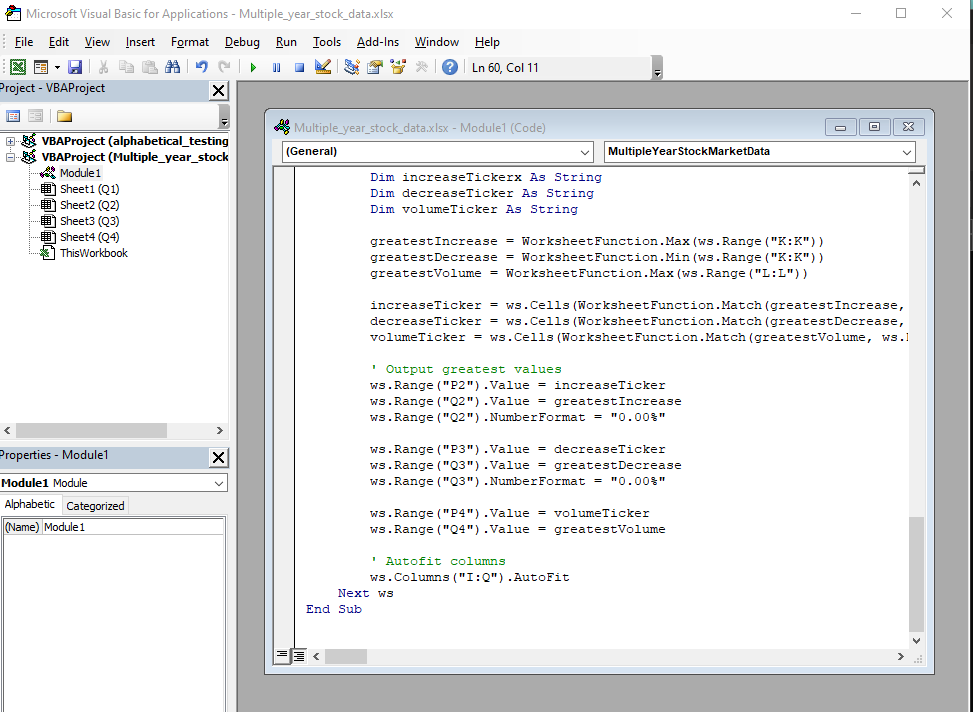 Microsoft Visual Basic for Applications - Multiple_year_stock_data.xlsx
File Edit View Insert Format Debug Run Tools Add-Ins Window Help
Ln 60, Col 11
Project - VBAProject
VBAProject (alphabetical_testing
VBAProject (Multiple_year_stock
Module1
Sheet1 (Q1)
Sheet2 (Q2)
Sheet3 (Q3)
Sheet4 (Q4)
ThisWorkbook
Properties - Module1
Module1 Module
Alphabetic Categorized
(Name) Module1
Multiple_year_stock_data.xlsx - Module1 (Code)
(General) MultipleYearStockMarketData
Dim increaseTickerx As String
Dim decreaseTicker As String
Dim volumeTicker As String
greatestIncrease = WorksheetFunction.Max(ws.Range("K:K"))
greatestDecrease = WorksheetFunction.Min(ws.Range("K:K"))
greatestVolume = WorksheetFunction.Max(ws.Range("L:L"))
increaseTicker = ws.Cells(WorksheetFunction.Match(greatestIncrease,
decreaseTicker = ws.Cells(WorksheetFunction.Match(greatestDecrease,
volumeTicker = ws.Cells(WorksheetFunction.Match(greatestVolume, ws.
' Output greatest values
ws.Range("P2").Value = increaseTicker
ws.Range("Q2").Value = greatestIncrease
ws.Range("Q2").NumberFormat = "0.00%"
ws.Range("P3").Value = decreaseTicker
ws.Range("Q3").Value = greatestDecrease
ws.Range("Q3").NumberFormat = "0.00%"
ws.Range("P4").Value = volumeTicker
ws.Range("Q4").Value = greatestVolume
' Autofit columns
ws.Columns("I:Q").AutoFit
Next ws
End Sub